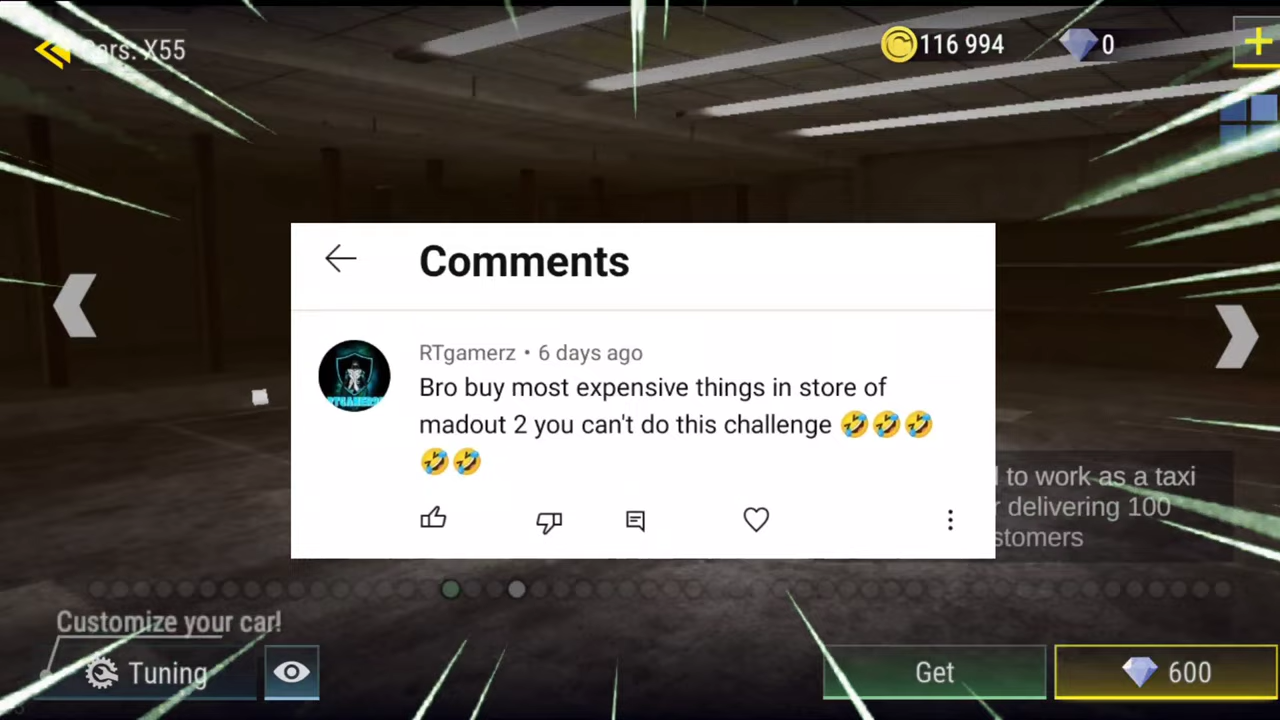 Cars: X55
116 994
0
Comments
RTgamerz • 6 days ago
Bro buy most expensive things in store of
madout 2 you can't do this challenge 🤣🤣🤣
🤣🤣
to work as a taxi
delivering 100
Customize your car!
Tuning
Get
600